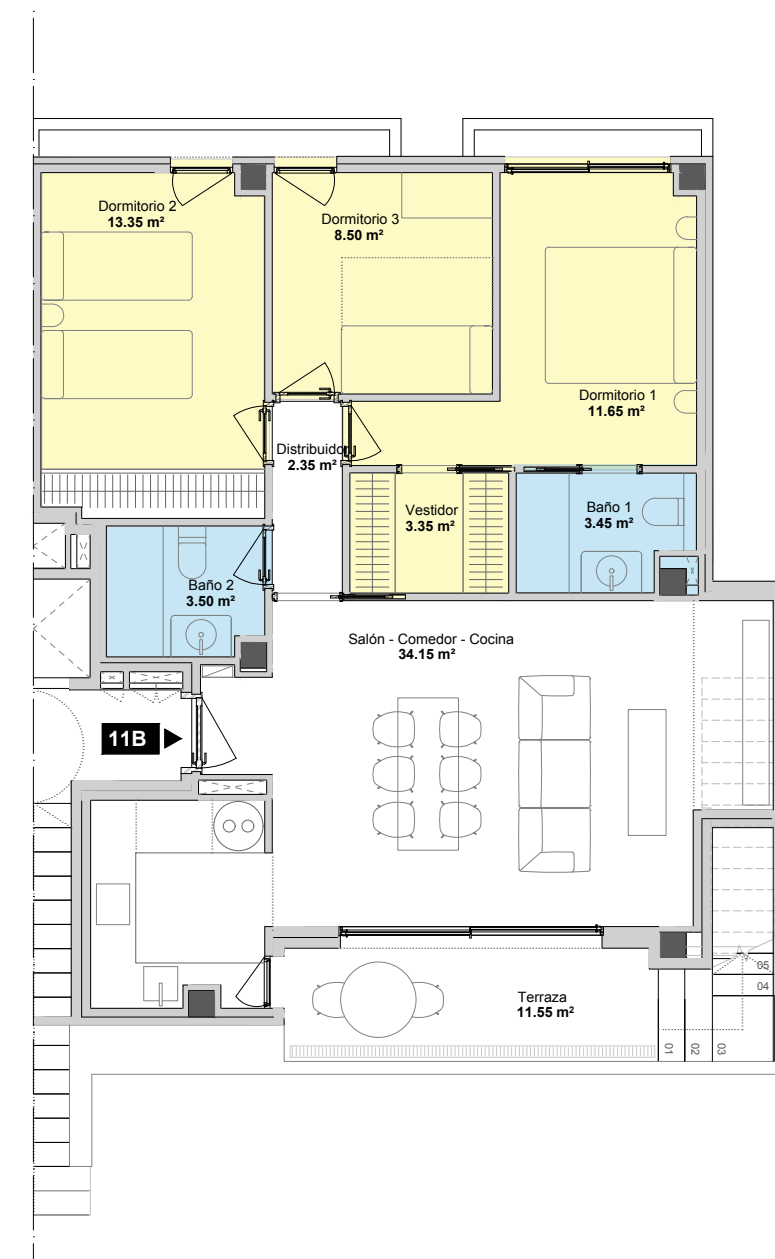 Dormitorio 2
13.35 m²
Dormitorio 3
8.50 m²
Dormitorio 1
11.65 m²
Distribuidor
2.35 m²
Vestidor
3.35 m²
Baño 1
3.45 m²
Baño 2
3.50 m²
Salón - Comedor - Cocina
34.15 m²
11B
Terraza
11.55 m²
05
04
03
02
01